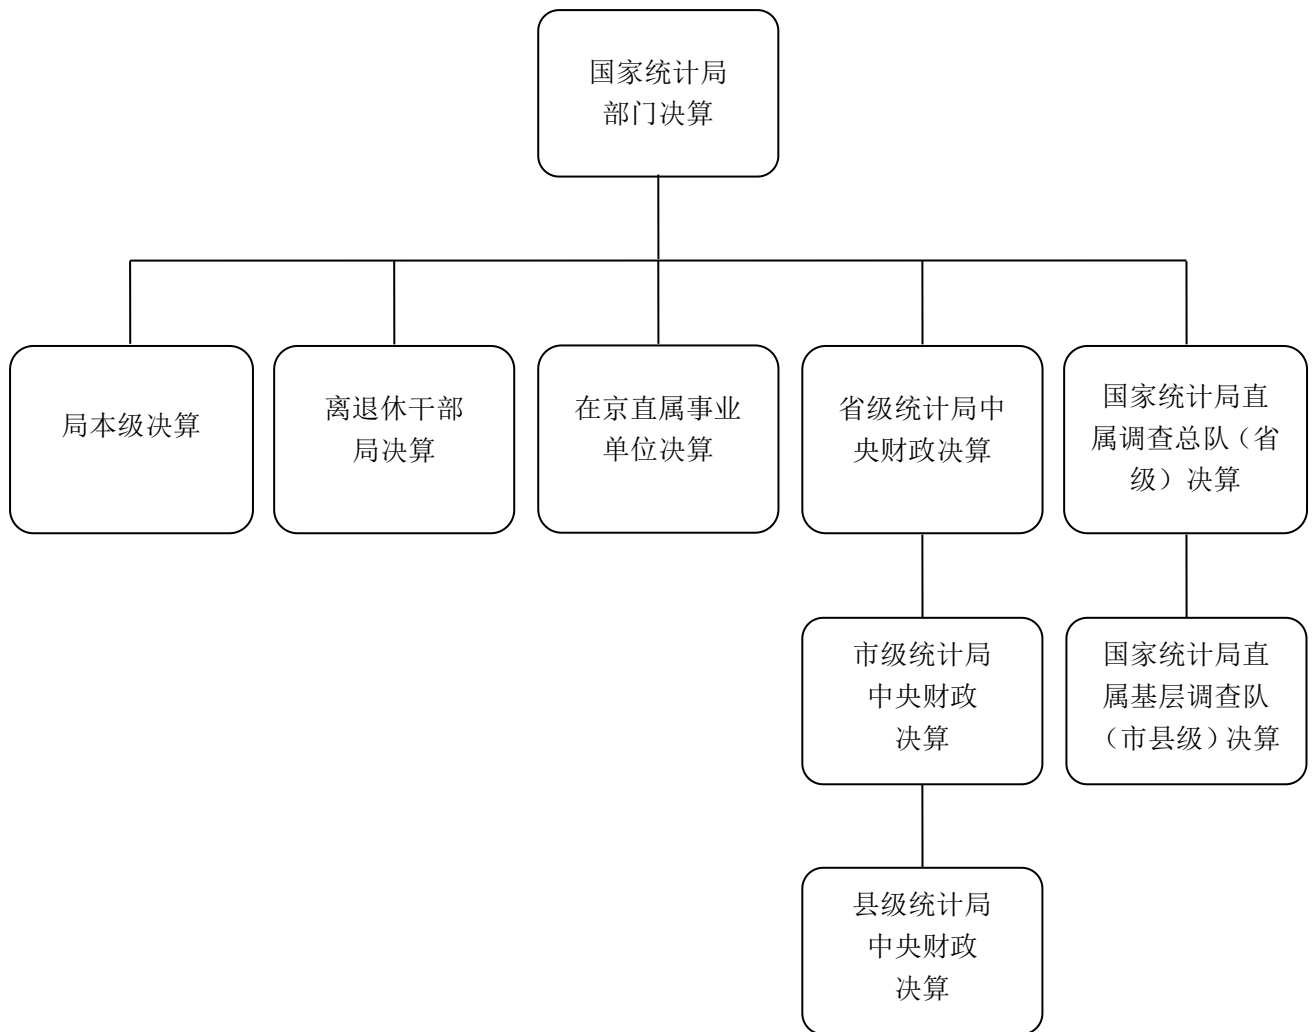 国家统计局
部门决算
局本级决算
离退休干部
局决算
在京直属事业
单位决算
省级统计局中
央财政决算
国家统计局直
属调查总队（省
级）决算
市级统计局
中央财政
决算
国家统计局直
属基层调查队
（市县级）决算
县级统计局
中央财政
决算